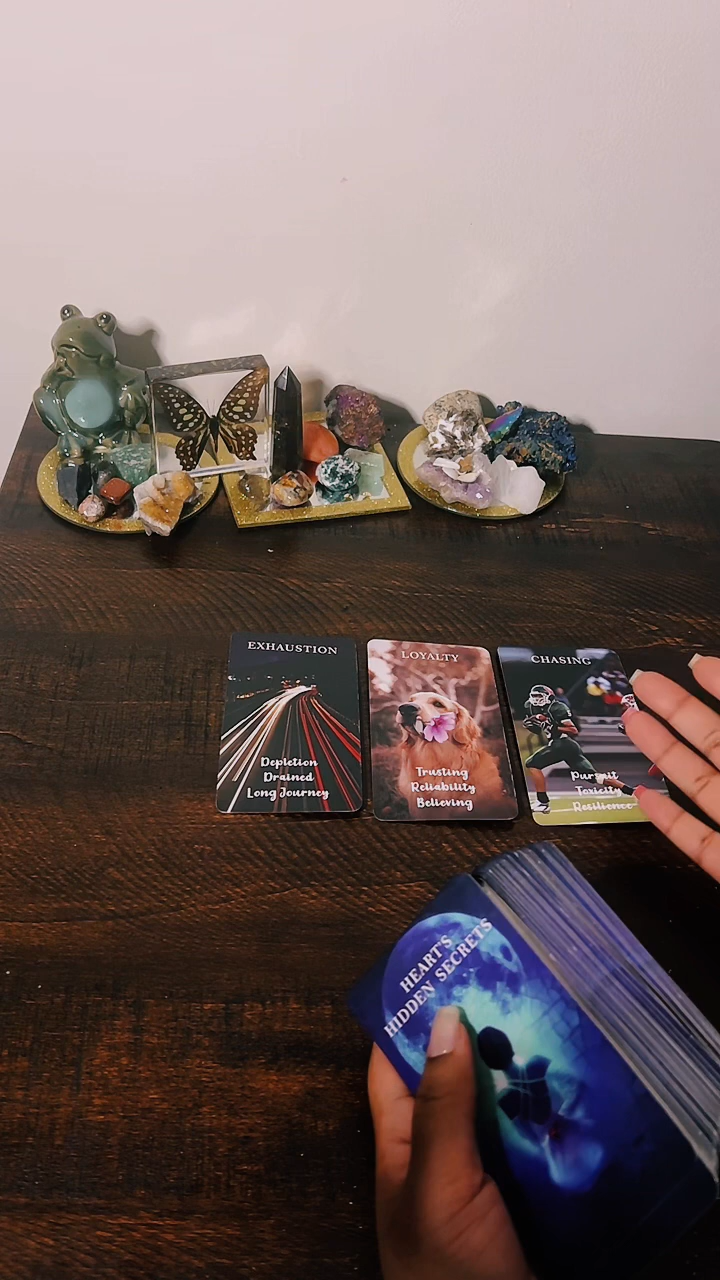 EXHAUSTION
Depletion
Drained
Long Journey
LOYALTY
Trusting
Reliability
Believing
CHASING
Pursuit
Toxicity
Resilience
HEART'S
HIDDEN SECRETS